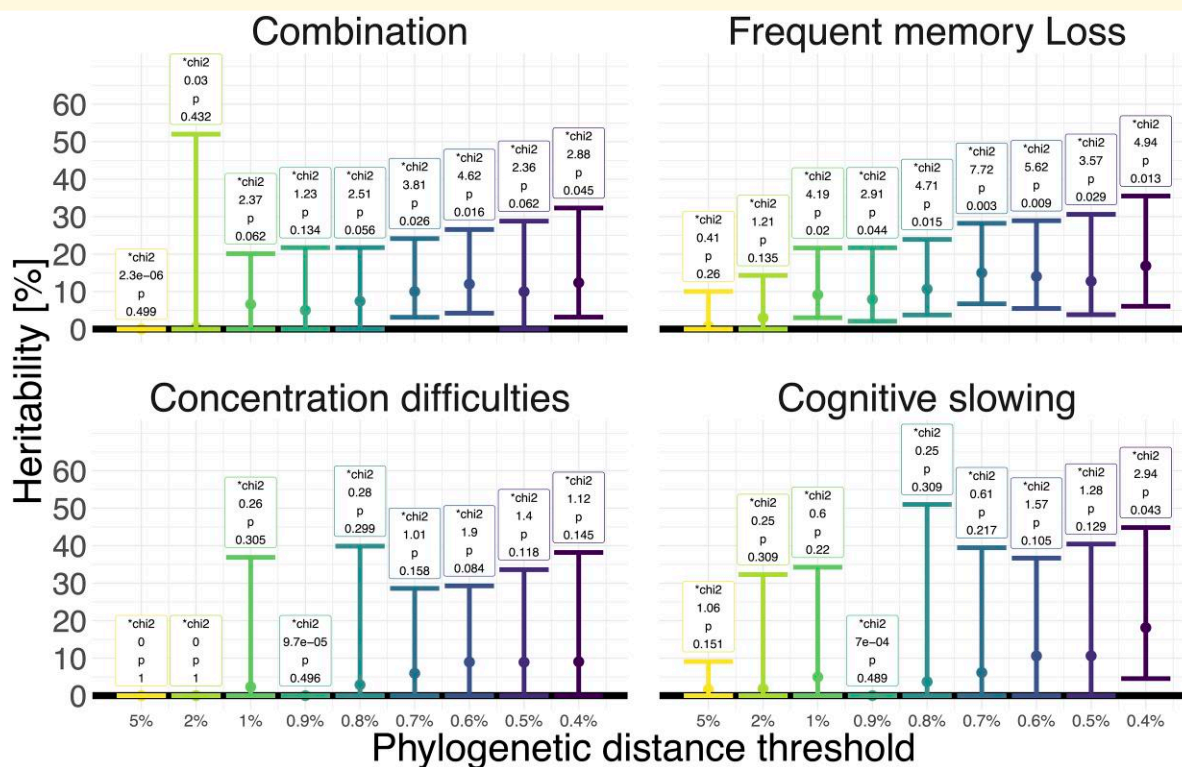 Combination
Frequent memory Loss
Heritability [%]
60
50
40
30
20
10
0
*chi2
2.3e-06
p
0.499
*chi2
0.03
p
0.432
*chi2
2.37
p
0.062
*chi2
1.23
p
0.134
*chi2
2.51
p
0.056
*chi2
3.81
p
0.026
*chi2
4.62
p
0.016
*chi2
2.36
p
0.062
*chi2
2.88
p
0.045
*chi2
0.41
p
0.26
*chi2
1.21
p
0.135
*chi2
4.19
p
0.02
*chi2
2.91
p
0.044
*chi2
4.71
p
0.015
*chi2
7.72
p
0.003
*chi2
5.62
p
0.009
*chi2
3.57
p
0.029
*chi2
4.94
p
0.013
Concentration difficulties
Cognitive slowing
60
50
40
30
20
10
0
*chi2
0
p
1
*chi2
0
p
1
*chi2
0.26
p
0.305
*chi2
9.7e-05
p
0.496
*chi2
0.28
p
0.299
*chi2
1.01
p
0.158
*chi2
1.9
p
0.084
*chi2
1.4
p
0.118
*chi2
1.12
p
0.145
*chi2
1.06
p
0.151
*chi2
0.25
p
0.309
*chi2
0.6
p
0.22
*chi2
7e-04
p
0.489
*chi2
0.25
p
0.309
*chi2
0.61
p
0.217
*chi2
1.57
p
0.105
*chi2
1.28
p
0.129
*chi2
2.94
p
0.043
5% 2% 1% 0.9% 0.8% 0.7% 0.6% 0.5% 0.4%
5% 2% 1% 0.9% 0.8% 0.7% 0.6% 0.5% 0.4%
Phylogenetic distance threshold